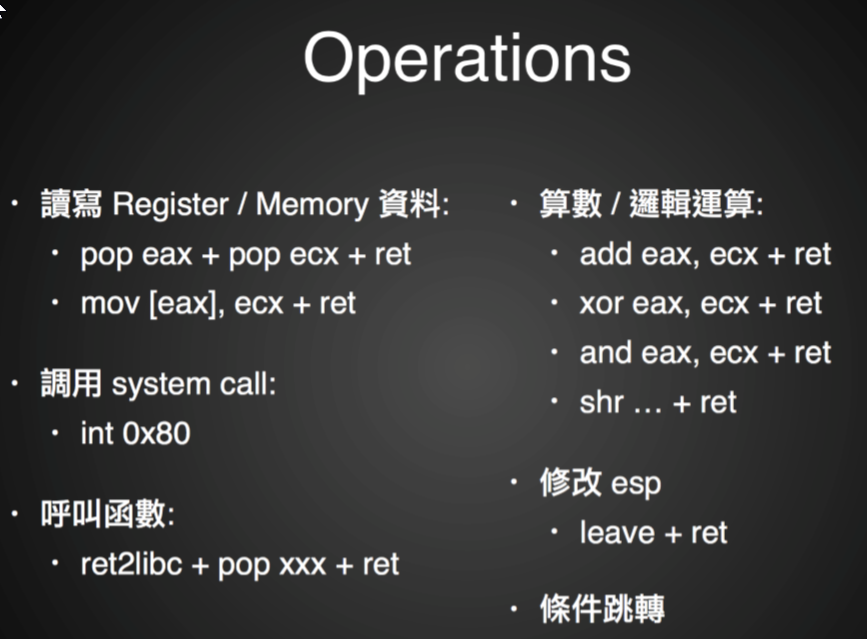 Operations
• 讀寫 Register / Memory 資料:
• pop eax + pop ecx + ret
• mov [eax], ecx + ret
• 調用 system call:
• int 0x80
• 呼叫函數:
• ret2libc + pop xxx + ret
• 算數 / 邏輯運算:
• add eax, ecx + ret
• xor eax, ecx + ret
• and eax, ecx + ret
• shr … + ret
• 修改 esp
• leave + ret
• 條件跳轉